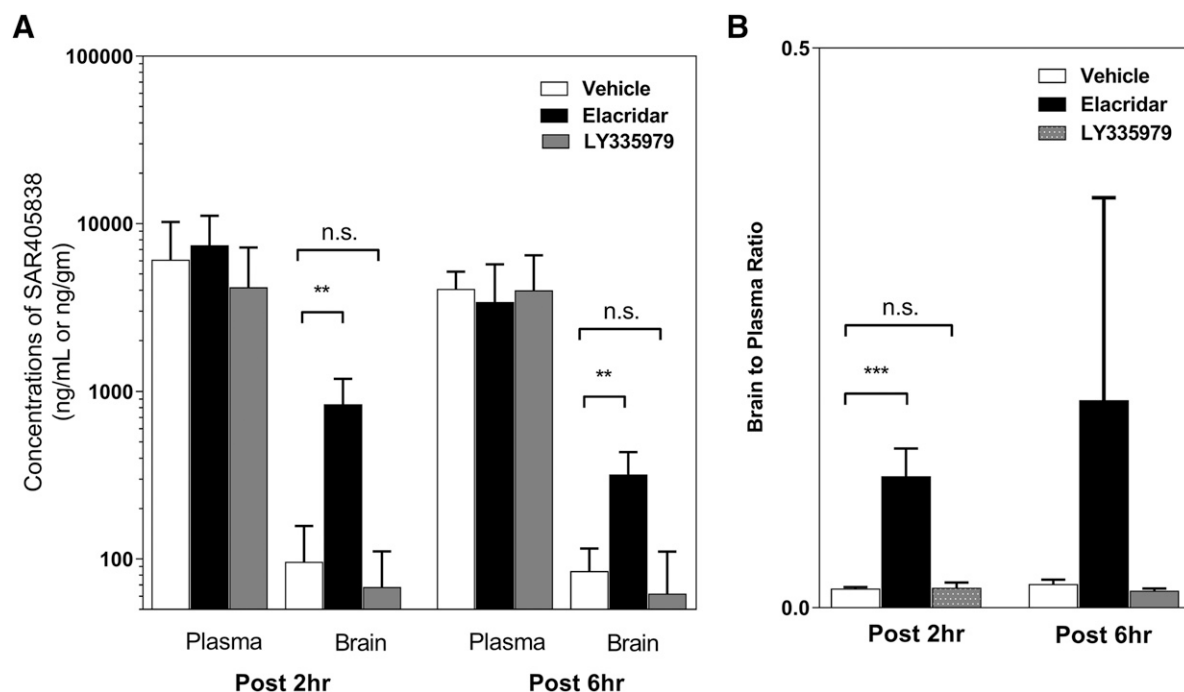 A
Concentrations of SAR405838
(ng/mL or ng/gm)
100000
10000
1000
100
Vehicle
Elacridar
LY335979
n.s.
**
n.s.
**
Plasma
Brain
Plasma
Brain
Post 2hr
Post 6hr
B
Brain to Plasma Ratio
0.5
0.0
Vehicle
Elacridar
LY335979
n.s.
***
Post 2hr
Post 6hr